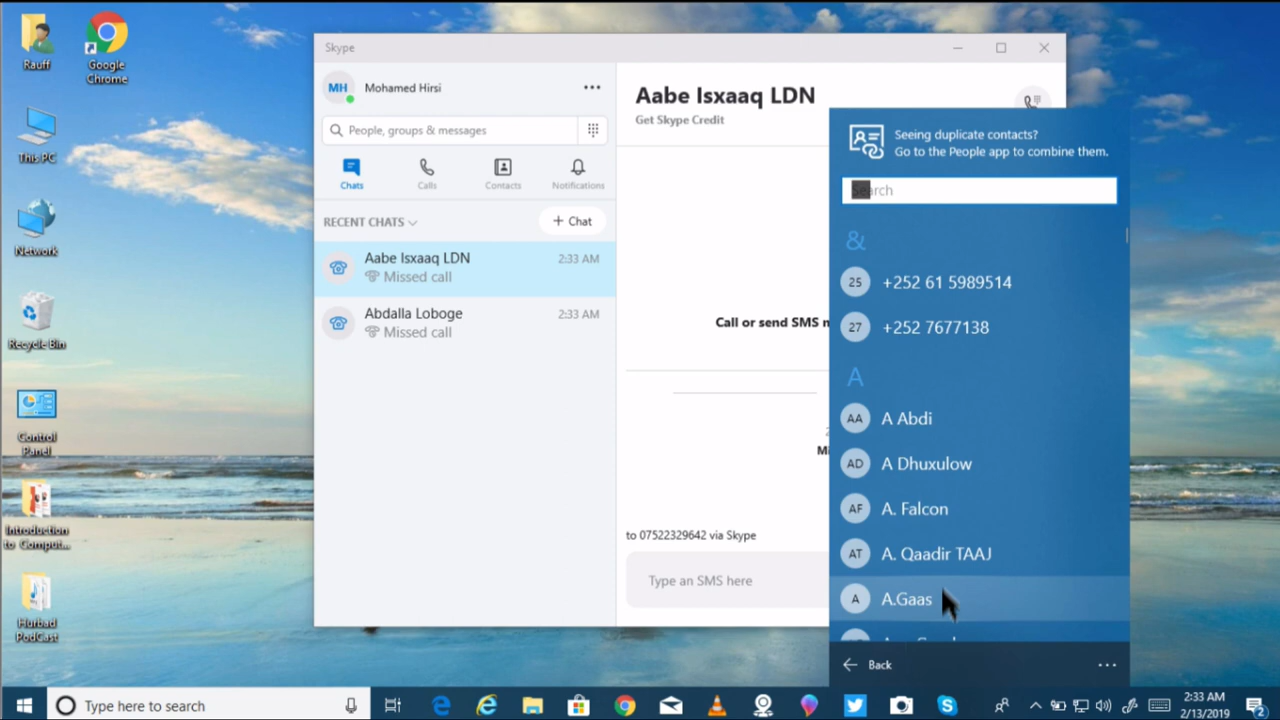 Rauff
Google
Chrome
This PC
Network
Recycle Bin
Control
Panel
Introduction
to Comput...
Hurbad
PodCast
Skype
MH
Mohamed Hirsi
People, groups & messages
Chats
Calls
Contacts
Notifications
RECENT CHATS
+ Chat
Aabe Isxaaq LDN
2:33 AM
Missed call
Abdalla Loboge
2:33 AM
Missed call
Aabe Isxaaq LDN
Get Skype Credit
Call or send SMS
to 07522329642 via Skype
Type an SMS here
Seeing duplicate contacts?
Go to the People app to combine them.
Search
&
25
+252 61 5989514
27
+252 7677138
A
AA
A Abdi
AD
A Dhuxulow
AF
A. Falcon
AT
A. Qaadir TAAJ
A
A.Gaas
Back
Type here to search
2:33 AM
2/13/2019
2